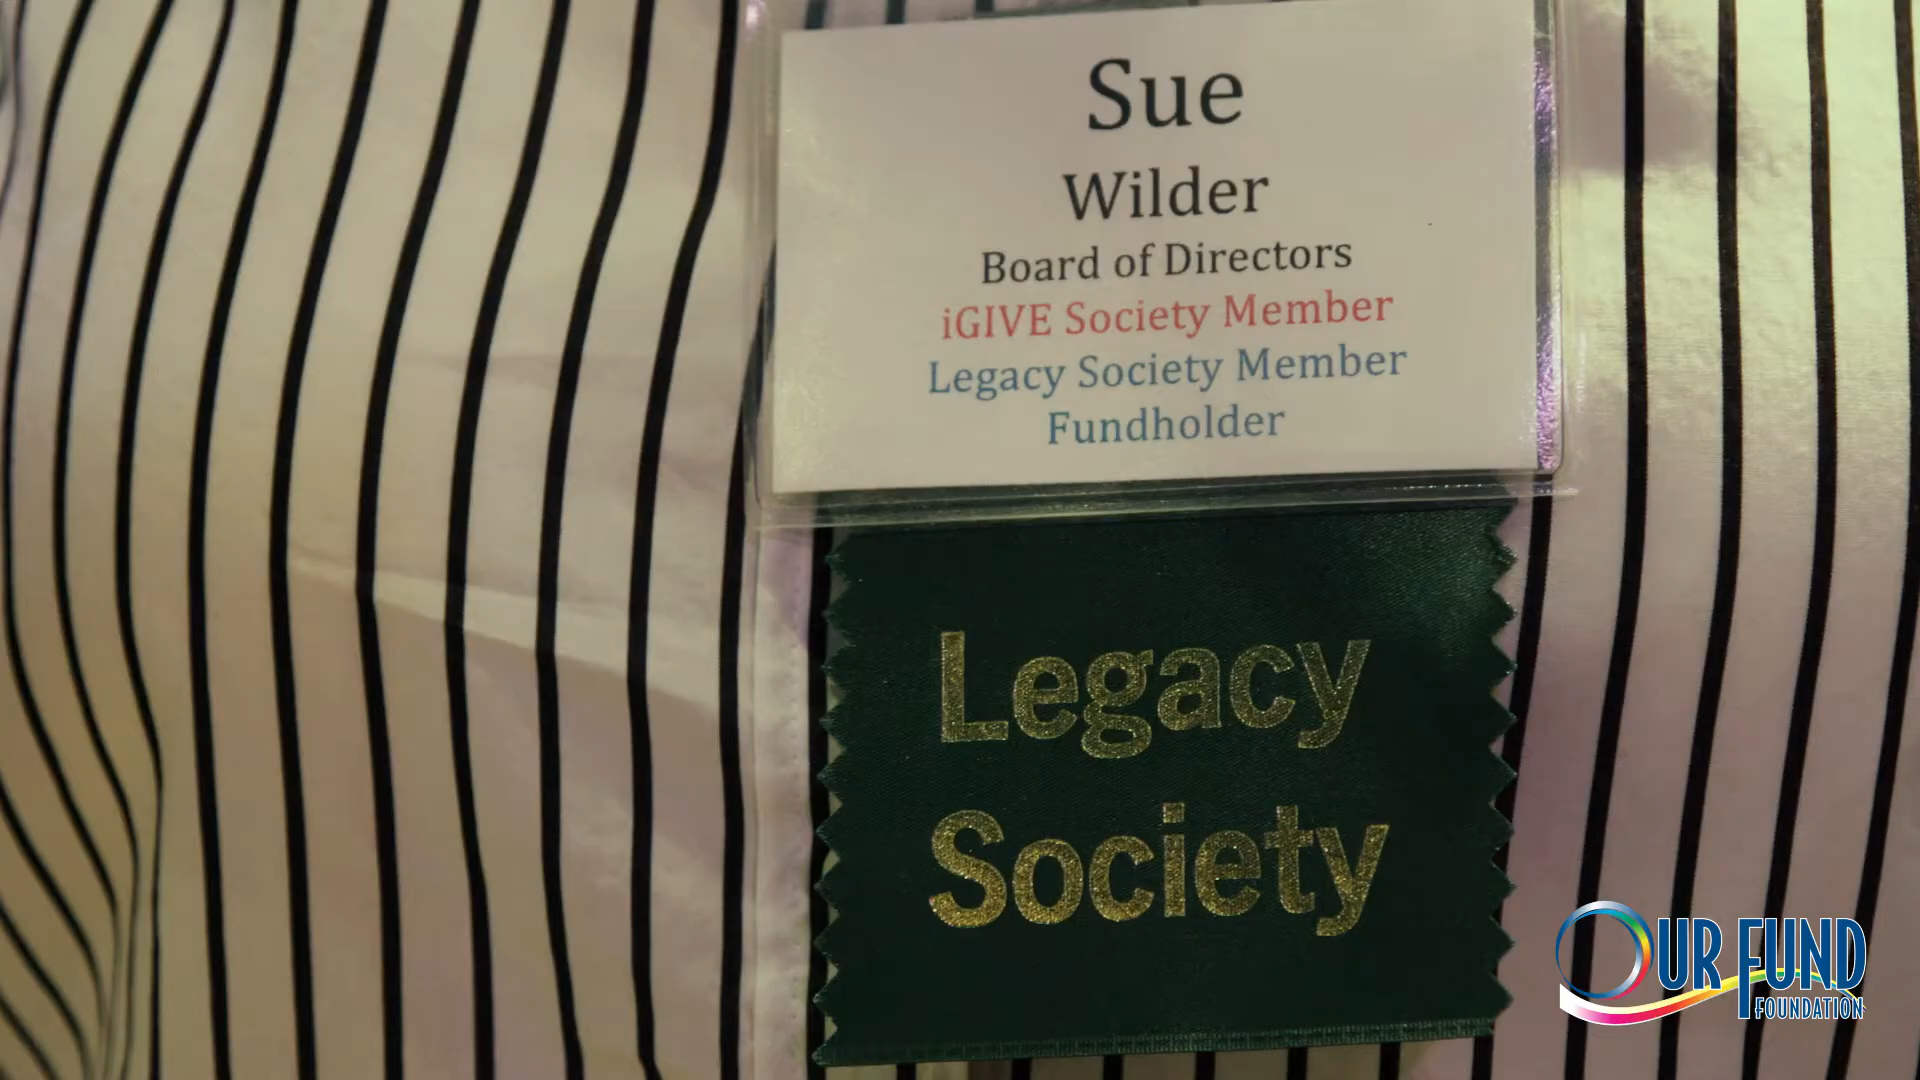 Sue
Wilder
Board of Directors
iGIVE Society Member
Legacy Society Member
Fundholder
Legacy
Society
OUR FUND
FOUNDATION